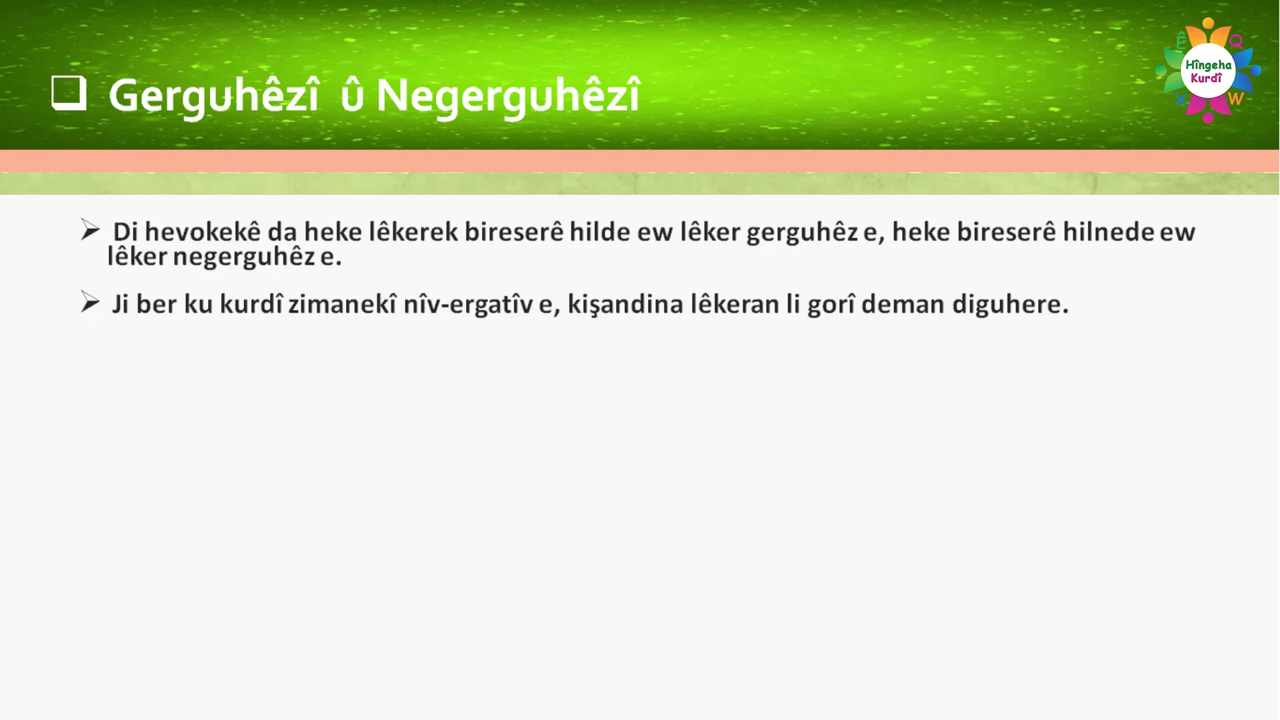 Gerguhêzî û Negerguhêzî
Ê Q
Hîngeha
Kurdî
X W
Di hevokekê da heke lêkerek bireserê hilde ew lêker gerguhêz e, heke bireserê hilnede ew
lêker negerguhêz e.
Ji ber ku kurdî zimanekî nîv-ergatîv e, kişandina lêkeran li gorî deman diguhere.